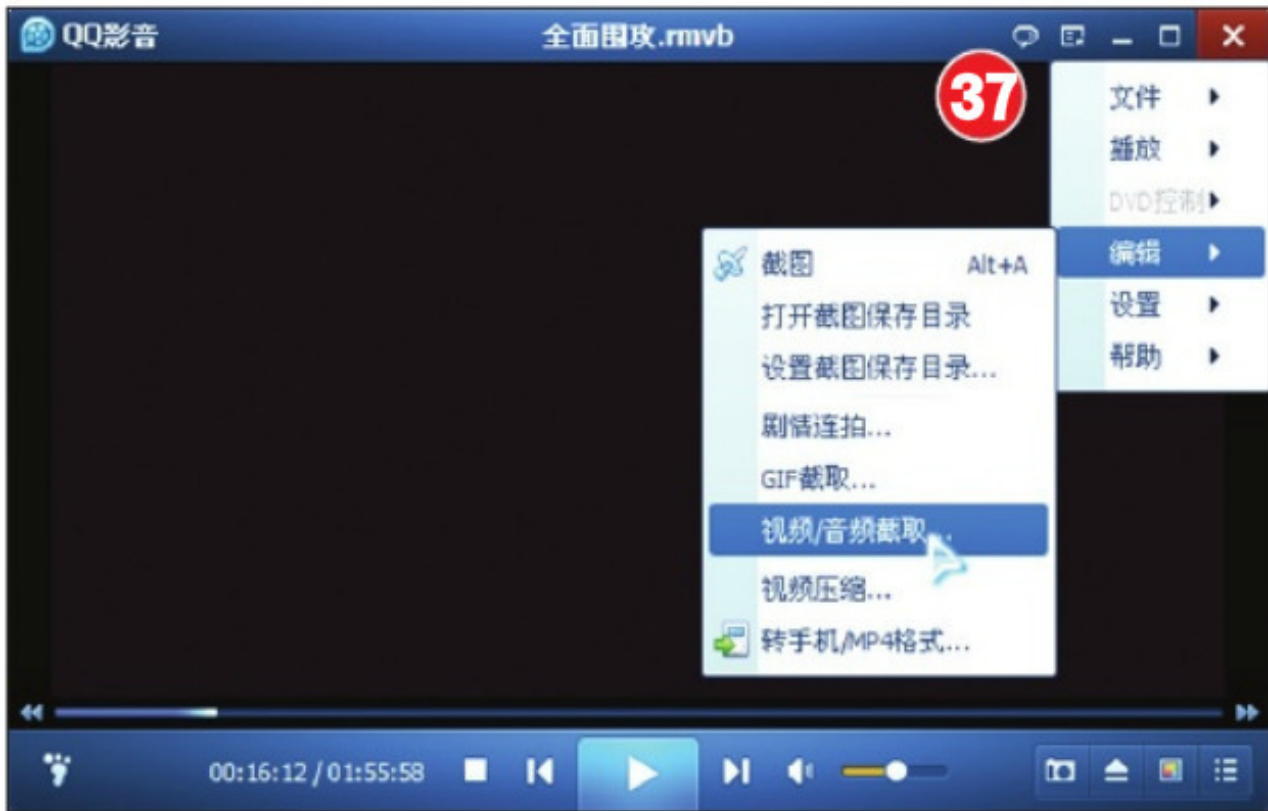 QQ影音
全面围攻.rmvb
37
文件
播放
DVD控制
编辑
设置
帮助
截图 Alt+A
打开截图保存目录
设置截图保存目录...
剧情连拍...
GIF截取...
视频/音频截取...
视频压缩...
转手机/MP4格式...
00:16:12 / 01:55:58